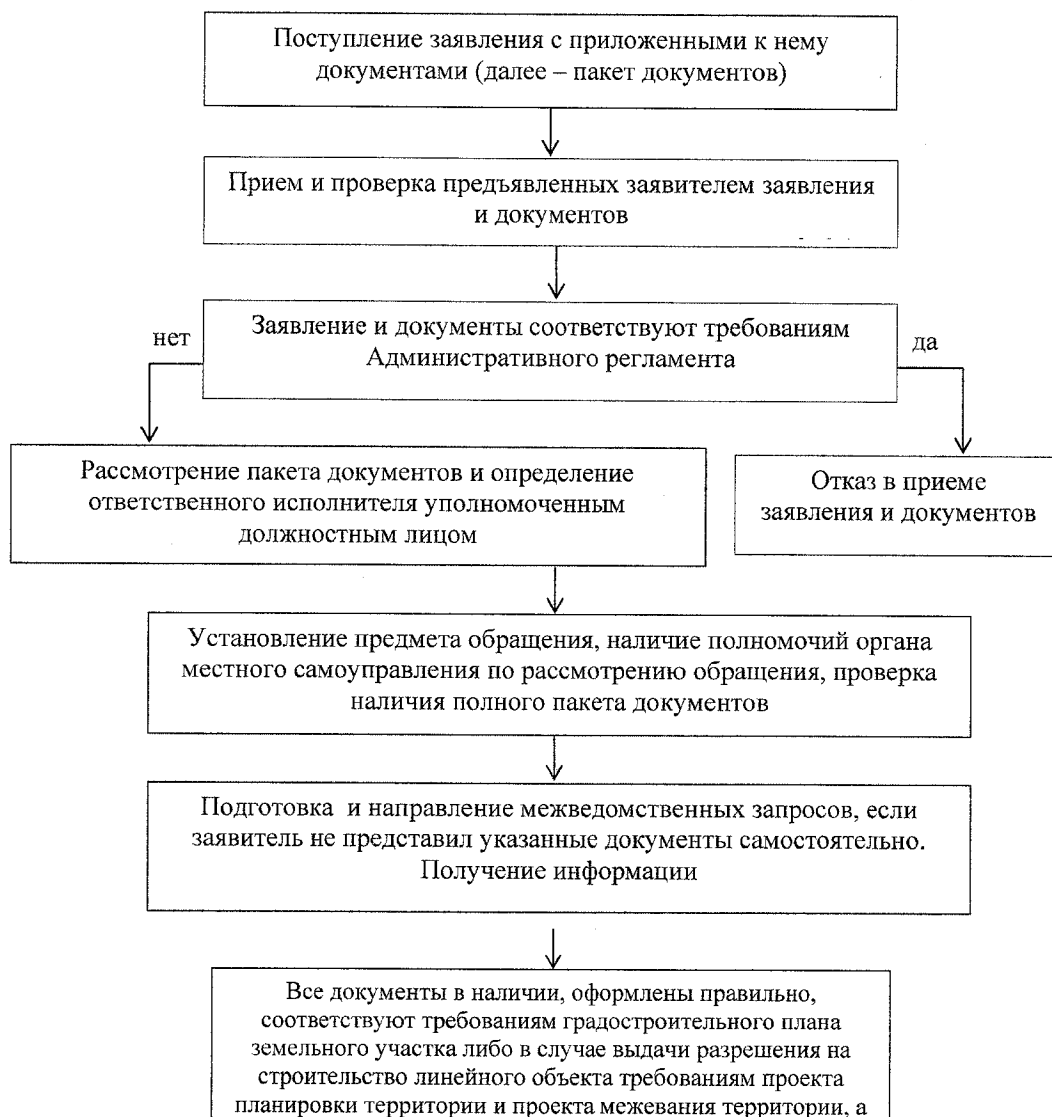 Поступление заявления с приложенными к нему
документами (далее – пакет документов)
Прием и проверка предъявленных заявителем заявления
и документов
Заявление и документы соответствуют требованиям
Административного регламента
нет
да
Рассмотрение пакета документов и определение
ответственного исполнителя уполномоченным
должностным лицом
Отказ в приеме
заявления и документов
Установление предмета обращения, наличие полномочий органа
местного самоуправления по рассмотрению обращения, проверка
наличия полного пакета документов
Подготовка и направление межведомственных запросов, если
заявитель не представил указанные документы самостоятельно.
Получение информации
Все документы в наличии, оформлены правильно,
соответствуют требованиям градостроительного плана
земельного участка либо в случае выдачи разрешения на
строительство линейного объекта требованиям проекта
планировки территории и проекта межевания территории, а